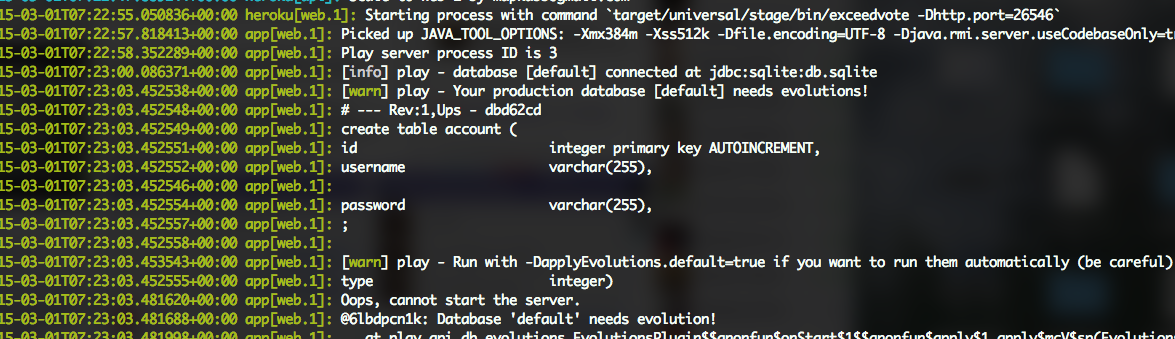 15-03-01T07:22:55.050836+00:00 heroku[web.1]: Starting process with command `target/universal/stage/bin/exceedvote -Dhttp.port=26546`
15-03-01T07:22:57.818413+00:00 app[web.1]: Picked up JAVA_TOOL_OPTIONS: -Xmx384m -Xss512k -Dfile.encoding=UTF-8 -Djava.rmi.server.useCodebaseOnly=tr
15-03-01T07:22:58.352289+00:00 app[web.1]: Play server process ID is 3
15-03-01T07:23:00.086371+00:00 app[web.1]: [info] play - database [default] connected at jdbc:sqlite:db.sqlite
15-03-01T07:23:03.452538+00:00 app[web.1]: [warn] play - Your production database [default] needs evolutions!
15-03-01T07:23:03.452548+00:00 app[web.1]: # --- Rev:1,Ups - dbd62cd
15-03-01T07:23:03.452549+00:00 app[web.1]: create table account (
15-03-01T07:23:03.452551+00:00 app[web.1]: id integer primary key AUTOINCREMENT,
15-03-01T07:23:03.452552+00:00 app[web.1]: username varchar(255),
15-03-01T07:23:03.452546+00:00 app[web.1]:
15-03-01T07:23:03.452554+00:00 app[web.1]: password varchar(255),
15-03-01T07:23:03.452557+00:00 app[web.1]: ;
15-03-01T07:23:03.452558+00:00 app[web.1]:
15-03-01T07:23:03.453543+00:00 app[web.1]: [warn] play - Run with -DapplyEvolutions.default=true if you want to run them automatically (be careful)
15-03-01T07:23:03.452555+00:00 app[web.1]: type integer)
15-03-01T07:23:03.481620+00:00 app[web.1]: Oops, cannot start the server.
15-03-01T07:23:03.481688+00:00 app[web.1]: @6lbdpcn1k: Database 'default' needs evolution!